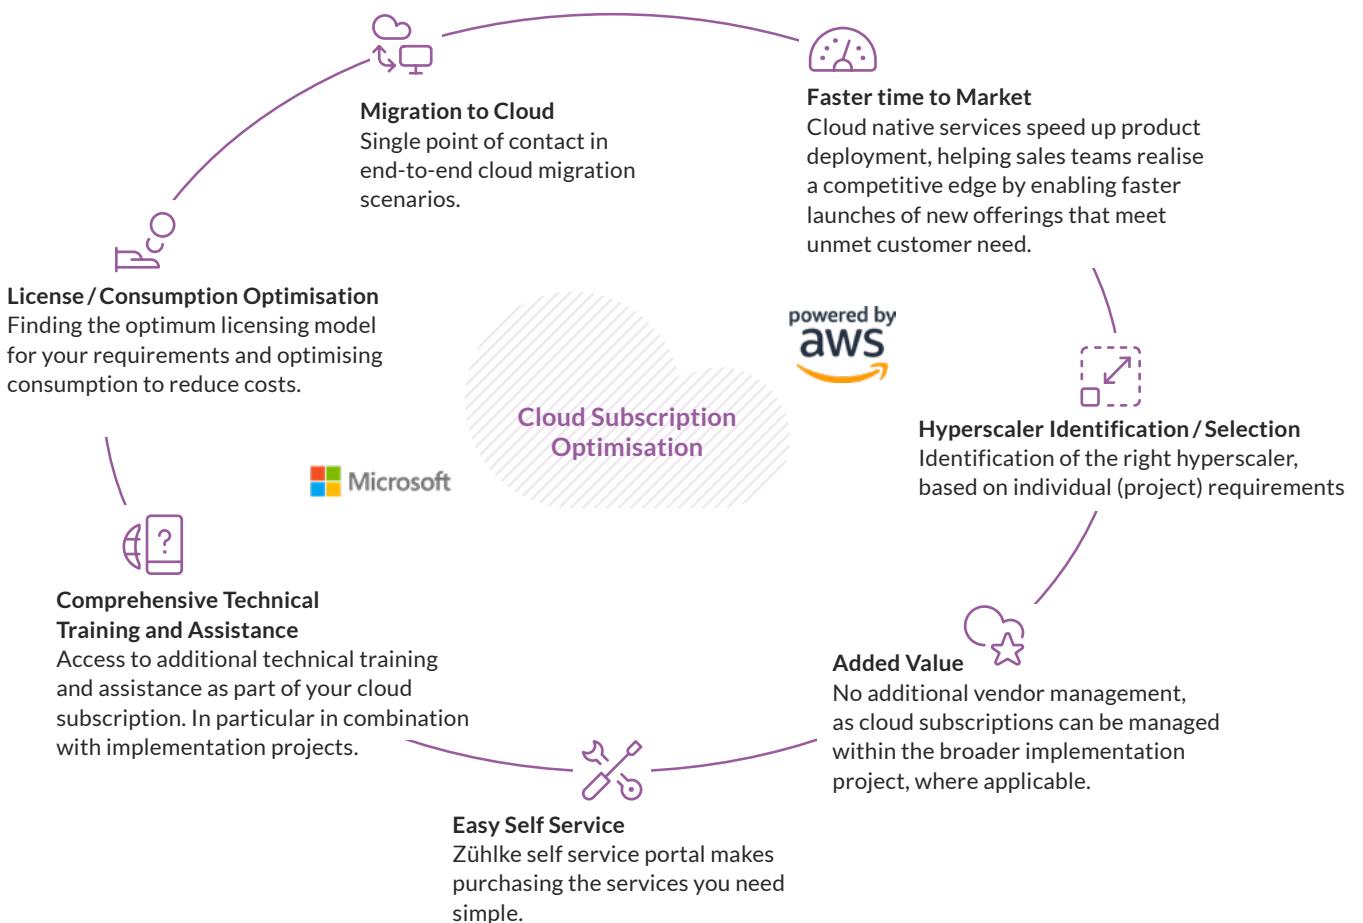 Migration to Cloud
Single point of contact in
end-to-end cloud migration
scenarios.
Faster time to Market
Cloud native services speed up product
deployment, helping sales teams realise
a competitive edge by enabling faster
launches of new offerings that meet
unmet customer need.
License / Consumption Optimisation
Finding the optimum licensing model
for your requirements and optimising
consumption to reduce costs.
powered by
aws
Cloud Subscription
Optimisation
Microsoft
Hyperscaler Identification / Selection
Identification of the right hyperscaler,
based on individual (project) requirements
?
Comprehensive Technical
Training and Assistance
Access to additional technical training
and assistance as part of your cloud
subscription. In particular in combination
with implementation projects.
Added Value
No additional vendor management,
as cloud subscriptions can be managed
within the broader implementation
project, where applicable.
Easy Self Service
Zühlke self service portal makes
purchasing the services you need
simple.